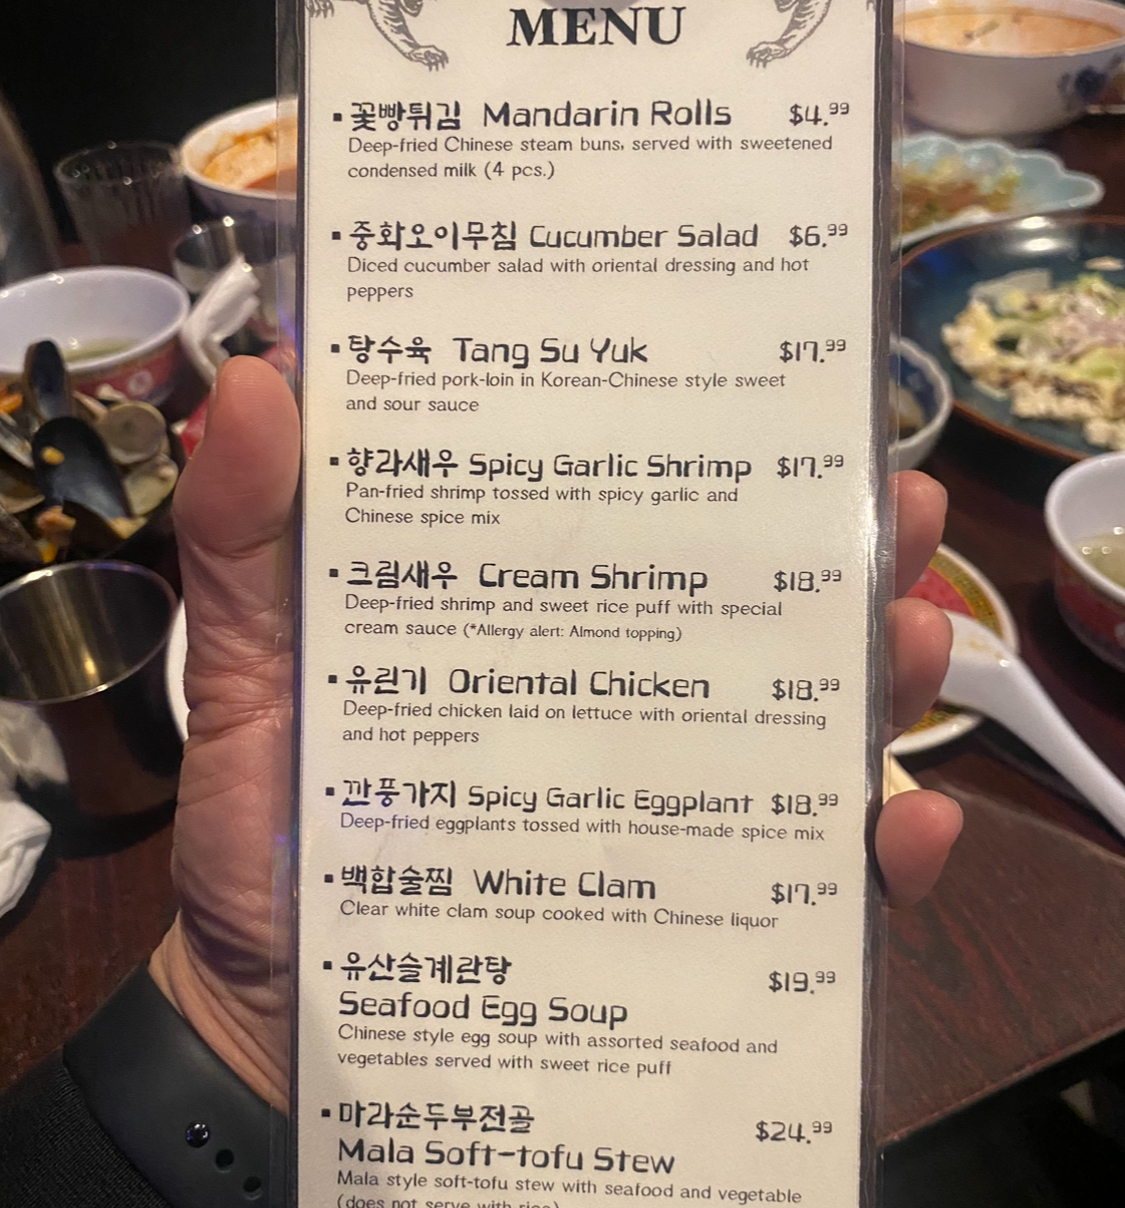 MENU
▪ 꽃빵튀김 Mandarin Rolls $4.99
Deep-fried Chinese steam buns, served with sweetened
condensed milk (4 pcs.)
▪ 중화오이무침 Cucumber Salad $6.99
Diced cucumber salad with oriental dressing and hot
peppers
▪ 탕수육 Tang Su Yuk $17.99
Deep-fried pork-loin in Korean-Chinese style sweet
and sour sauce
▪ 향라새우 Spicy Garlic Shrimp $17.99
Pan-fried shrimp tossed with spicy garlic and
Chinese spice mix
▪ 크림새우 Cream Shrimp $18.99
Deep-fried shrimp and sweet rice puff with special
cream sauce (*Allergy alert: Almond topping)
▪ 유린기 Oriental Chicken $18.99
Deep-fried chicken laid on lettuce with oriental dressing
and hot peppers
▪ 깐풍가지 Spicy Garlic Eggplant $18.99
Deep-fried eggplants tossed with house-made spice mix
▪ 백합술찜 White Clam $17.99
Clear white clam soup cooked with Chinese liquor
▪ 유산슬계란탕 $19.99
Seafood Egg Soup
Chinese style egg soup with assorted seafood and
vegetables served with sweet rice puff
▪ 마라순두부전골 $24.99
Mala Soft-tofu Stew
Mala style soft-tofu stew with seafood and vegetable
(does not serve with rice)